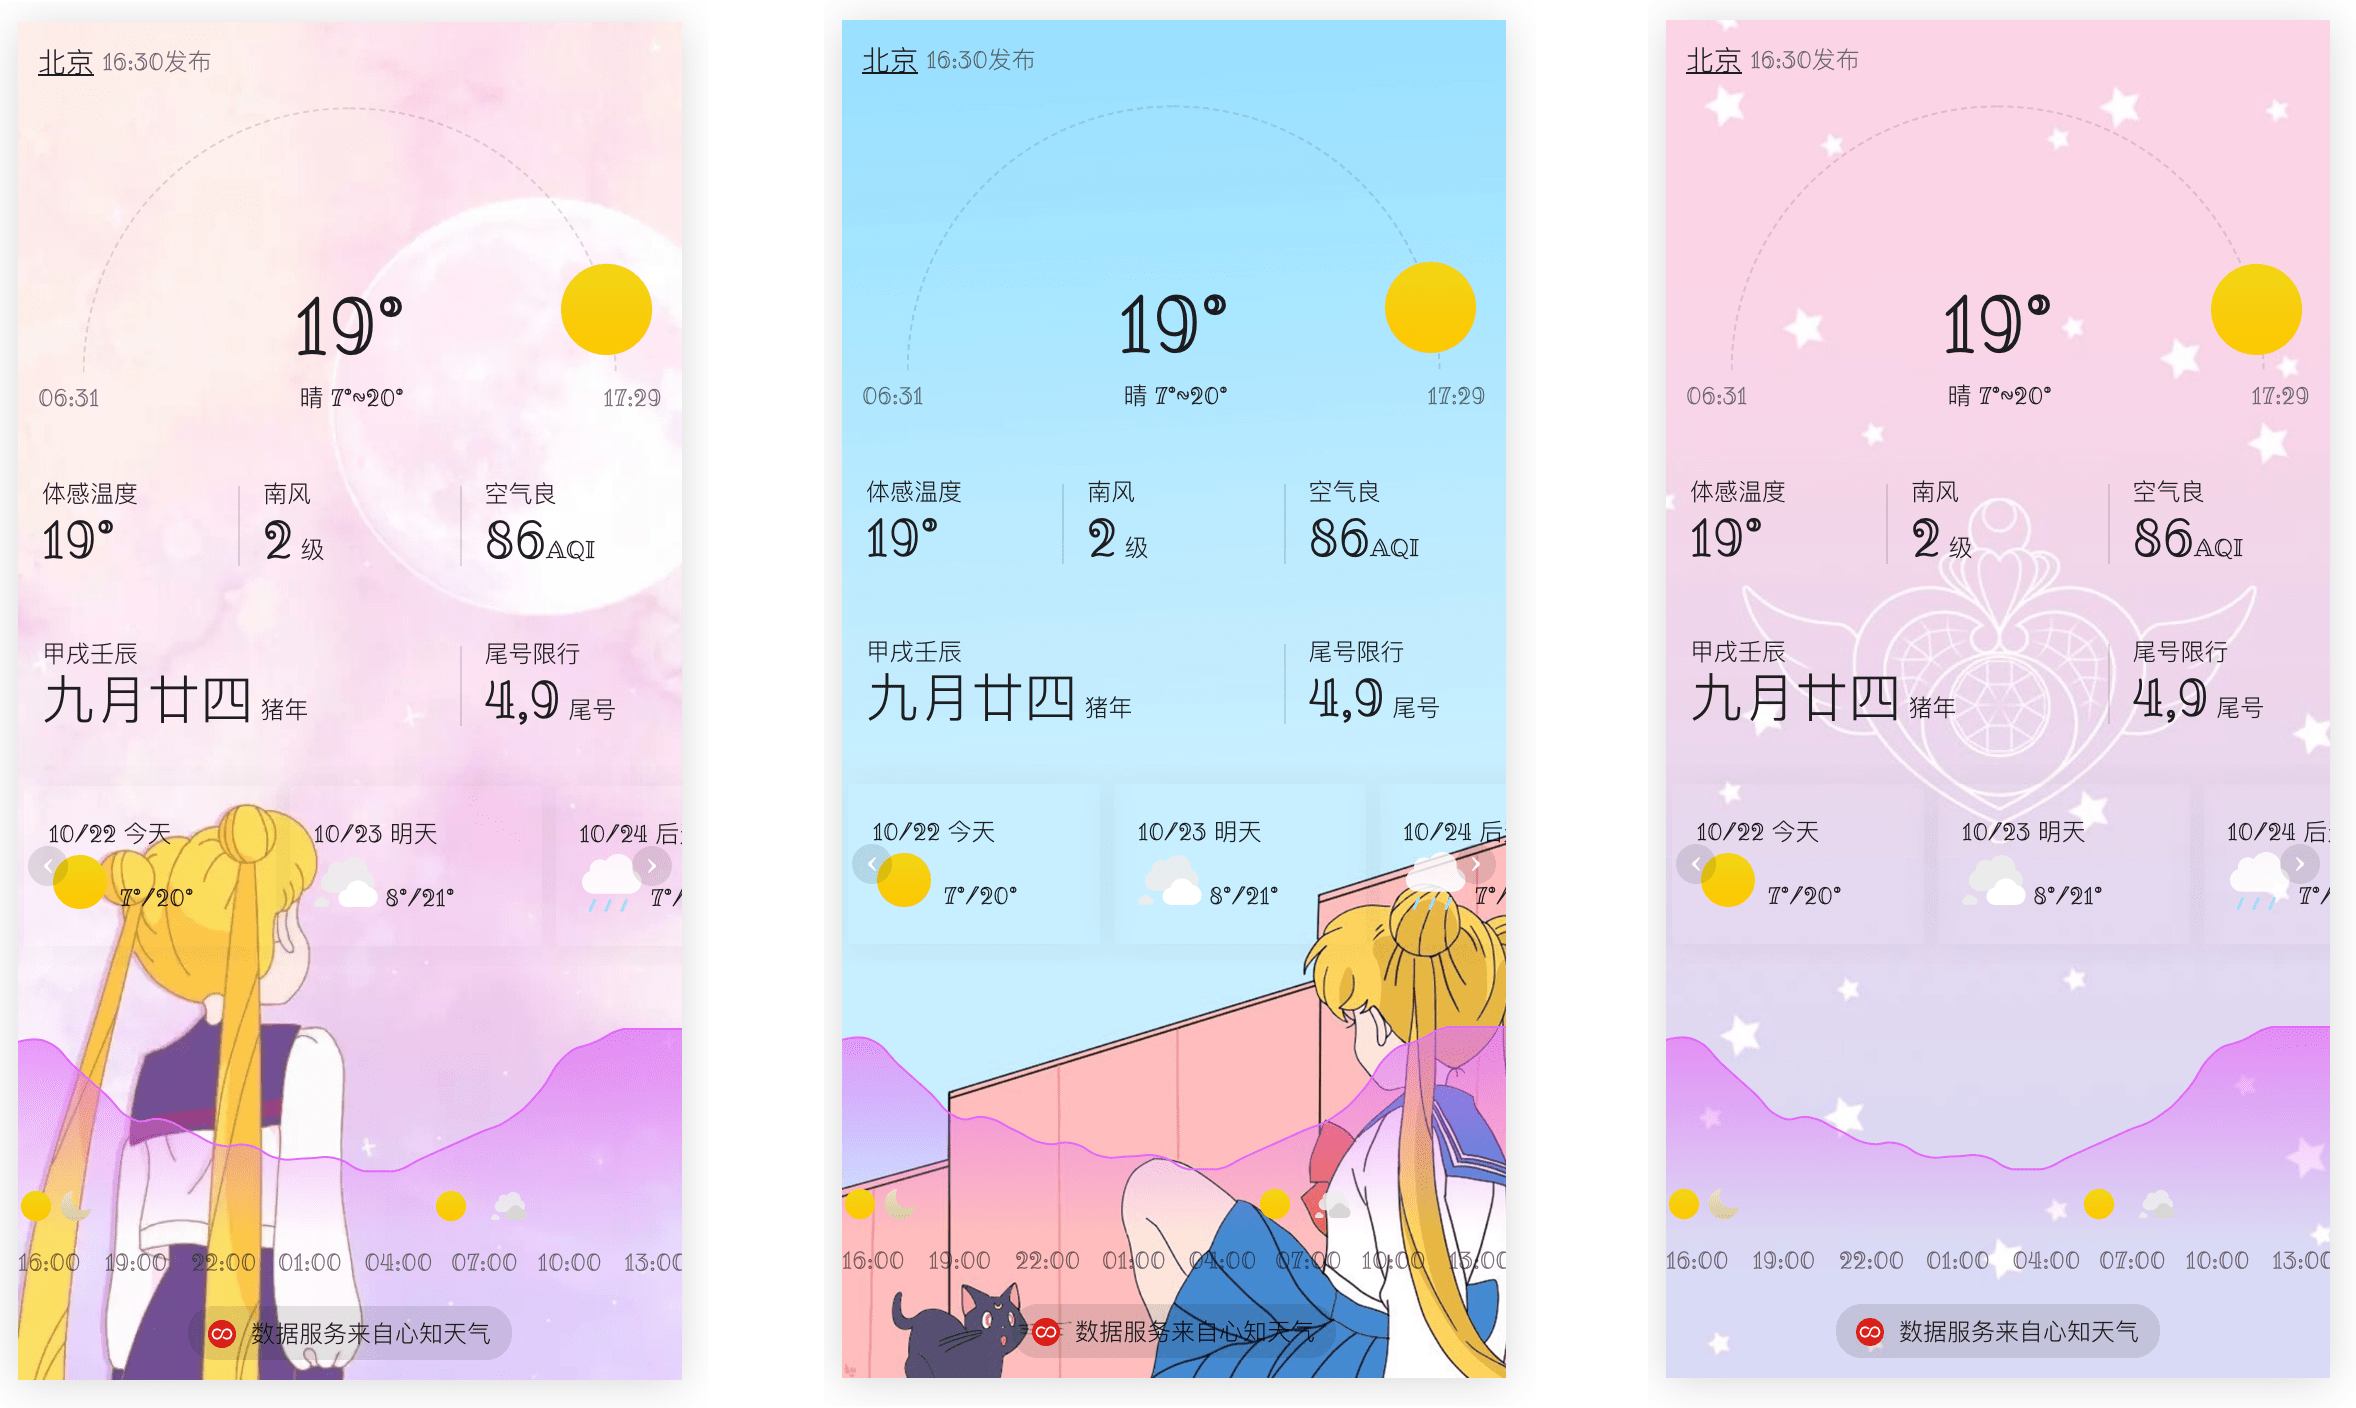 北京 16:30发布
19°
06:31 晴 7°~20° 17:29
体感温度 南风 空气良
19° 2 级 86AQI
甲戌壬辰 尾号限行
九月廿四 猪年 4,9 尾号
10/22 今天 10/23 明天 10/24 后
7°/20° 8°/21° 7°/
16:00 19:00 22:00 01:00 04:00 07:00 10:00 13:00
数据服务来自心知天气
北京 16:30发布
19°
06:31 晴 7°~20° 17:29
体感温度 南风 空气良
19° 2 级 86AQI
甲戌壬辰 尾号限行
九月廿四 猪年 4,9 尾号
10/22 今天 10/23 明天 10/24 后
7°/20° 8°/21° 7°/
16:00 19:00 22:00 01:00 04:00 07:00 10:00 13:00
数据服务来自心知天气
北京 16:30发布
19°
06:31 晴 7°~20° 17:29
体感温度 南风 空气良
19° 2 级 86AQI
甲戌壬辰 尾号限行
九月廿四 猪年 4,9 尾号
10/22 今天 10/23 明天 10/24 后
7°/20° 8°/21° 7°/
16:00 19:00 22:00 01:00 04:00 07:00 10:00 13:00
数据服务来自心知天气